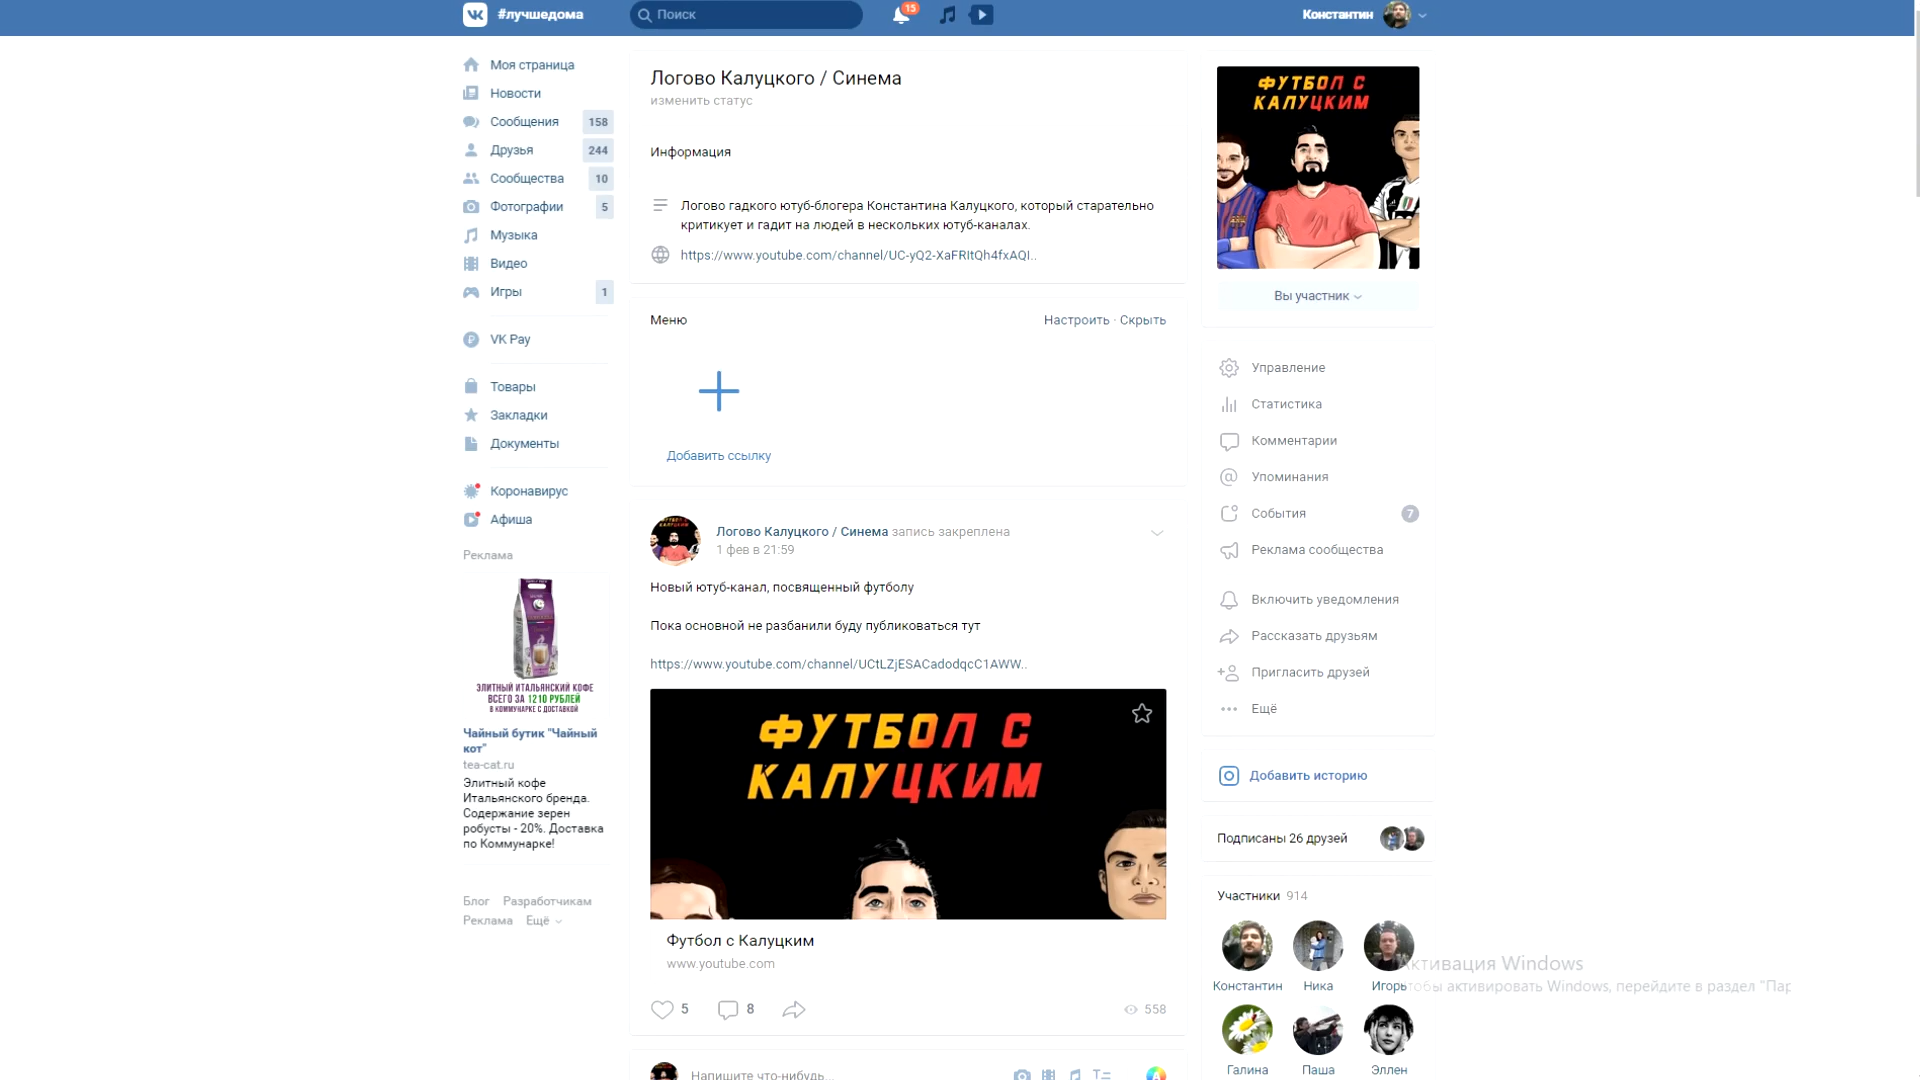 #лучшедома
Поиск
15
Константин
Моя страница
Новости
Сообщения 158
Друзья 244
Сообщества 10
Фотографии 5
Музыка
Видео
Игры 1
VK Pay
Товары
Закладки
Документы
Коронавирус
Афиша
Реклама
ЭЛИТНЫЙ ИТАЛЬЯНСКИЙ КОФЕ
ВСЕГО ЗА 1210 РУБЛЕЙ
В КОММУНАРКЕ С ДОСТАВКОЙ
Чайный бутик "Чайный
кот"
tea-cat.ru
Элитный кофе
Итальянского бренда.
Содержание зерен
робусты - 20%. Доставка
по Коммунарке!
Блог Разработчикам
Реклама Ещё
Логово Калуцкого / Синема
изменить статус
Информация
Логово гадкого ютуб-блогера Константина Калуцкого, который старательно
критикует и гадит на людей в нескольких ютуб-каналах.
https://www.youtube.com/channel/UC-yQ2-XaFRItQh4fxAQI..
Меню
Настроить · Скрыть
Добавить ссылку
Логово Калуцкого / Синема запись закреплена
1 фев в 21:59
Новый ютуб-канал, посвященный футболу
Пока основной не разбанили буду публиковаться тут
https://www.youtube.com/channel/UCtLZjESACadodqcC1AWW..
ФУТБОЛ С
КАЛУЦКИМ
Футбол с Калуцким
www.youtube.com
5 8 558
Напишите что-нибудь...
ФУТБОЛ С
КАЛУЦКИМ
Вы участник
Управление
Статистика
Комментарии
Упоминания
События 7
Реклама сообщества
Включить уведомления
Рассказать друзьям
Пригласить друзей
Ещё
Добавить историю
Подписаны 26 друзей
Участники 914
Константин Ника Игорь
Галина Паша Эллен
Активация Windows
Чтобы активировать Windows, перейдите в раздел "Пар